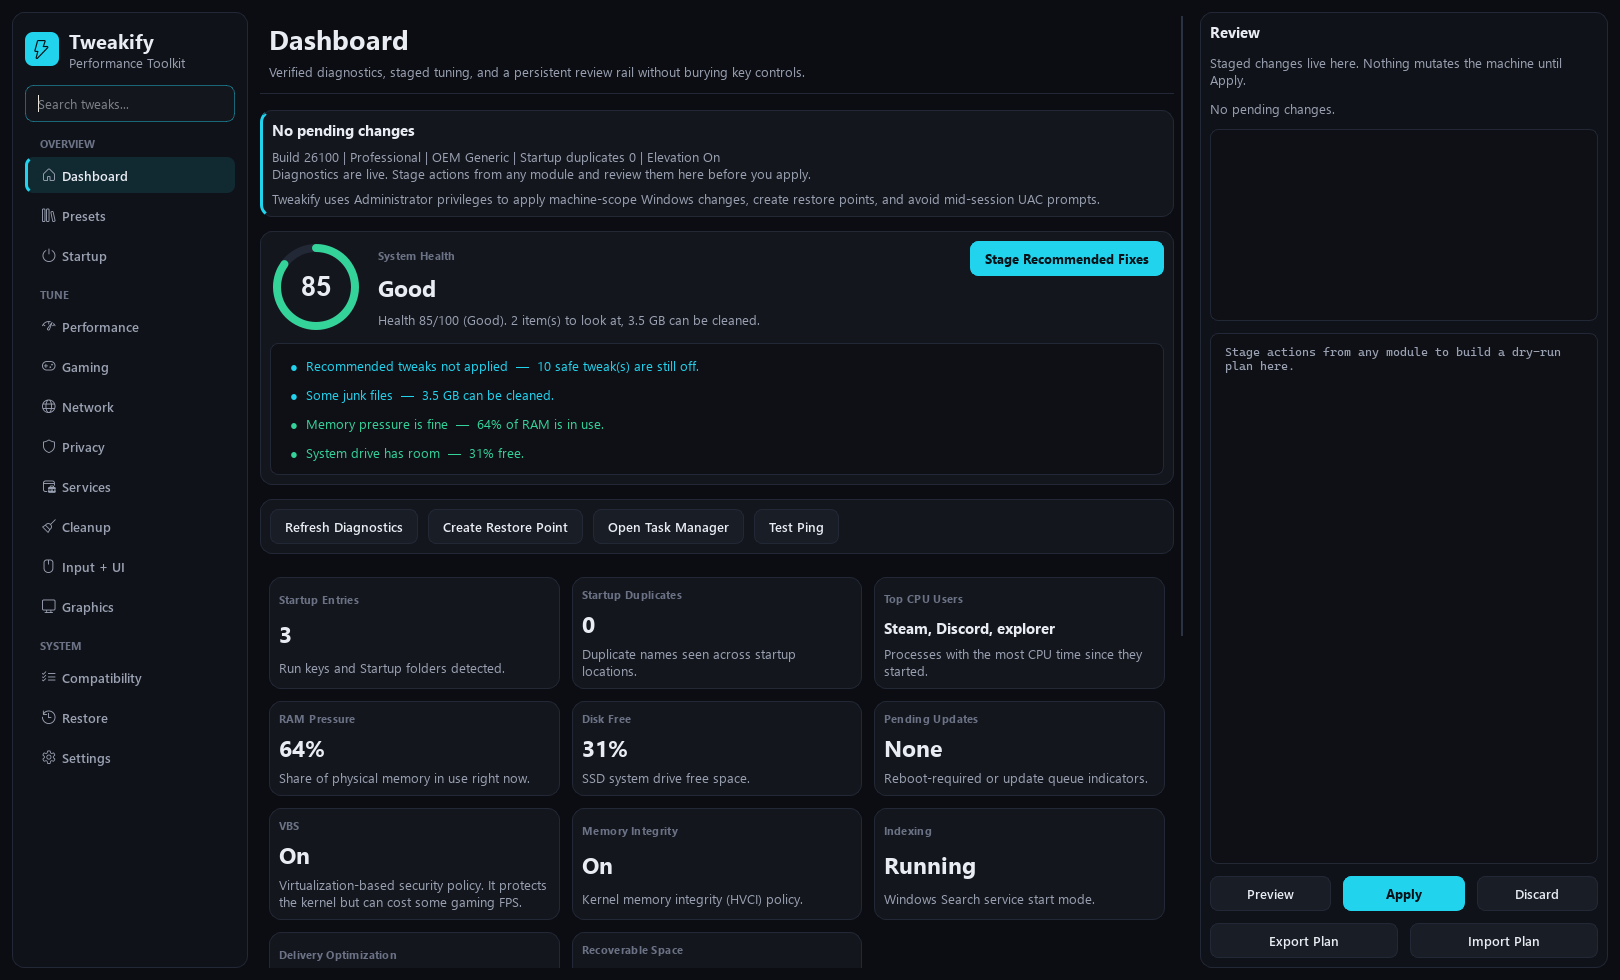 Tweakify
Performance Toolkit
Search tweaks...
OVERVIEW
Dashboard
Presets
Startup
TUNE
Performance
Gaming
Network
Privacy
Services
Cleanup
Input + UI
Graphics
SYSTEM
Compatibility
Restore
Settings
Dashboard
Verified diagnostics, staged tuning, and a persistent review rail without burying key controls.
No pending changes
Build 26100 | Professional | OEM Generic | Startup duplicates 0 | Elevation On
Diagnostics are live. Stage actions from any module and review them here before you apply.
Tweakify uses Administrator privileges to apply machine-scope Windows changes, create restore points, and avoid mid-session UAC prompts.
85
System Health
Good
Health 85/100 (Good). 2 item(s) to look at, 3.5 GB can be cleaned.
Stage Recommended Fixes
● Recommended tweaks not applied — 10 safe tweak(s) are still off.
● Some junk files — 3.5 GB can be cleaned.
● Memory pressure is fine — 64% of RAM is in use.
● System drive has room — 31% free.
Refresh Diagnostics
Create Restore Point
Open Task Manager
Test Ping
Startup Entries
3
Run keys and Startup folders detected.
Startup Duplicates
0
Duplicate names seen across startup
locations.
Top CPU Users
Steam, Discord, explorer
Processes with the most CPU time since they
started.
RAM Pressure
64%
Share of physical memory in use right now.
Disk Free
31%
SSD system drive free space.
Pending Updates
None
Reboot-required or update queue indicators.
VBS
On
Virtualization-based security policy. It protects
the kernel but can cost some gaming FPS.
Memory Integrity
On
Kernel memory integrity (HVCI) policy.
Indexing
Running
Windows Search service start mode.
Delivery Optimization
Recoverable Space
Review
Staged changes live here. Nothing mutates the machine until
Apply.
No pending changes.
Stage actions from any module to build a dry-run
plan here.
Preview
Apply
Discard
Export Plan
Import Plan